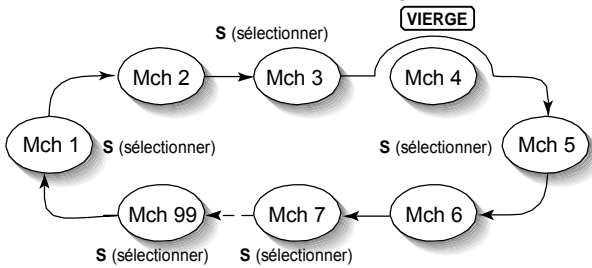 S (sélectionner)
VIERGE
Mch 2
Mch 3
Mch 4
Mch 1
S (sélectionner)
S (sélectionner)
Mch 5
Mch 99
Mch 7
Mch 6
S (sélectionner)
S (sélectionner)